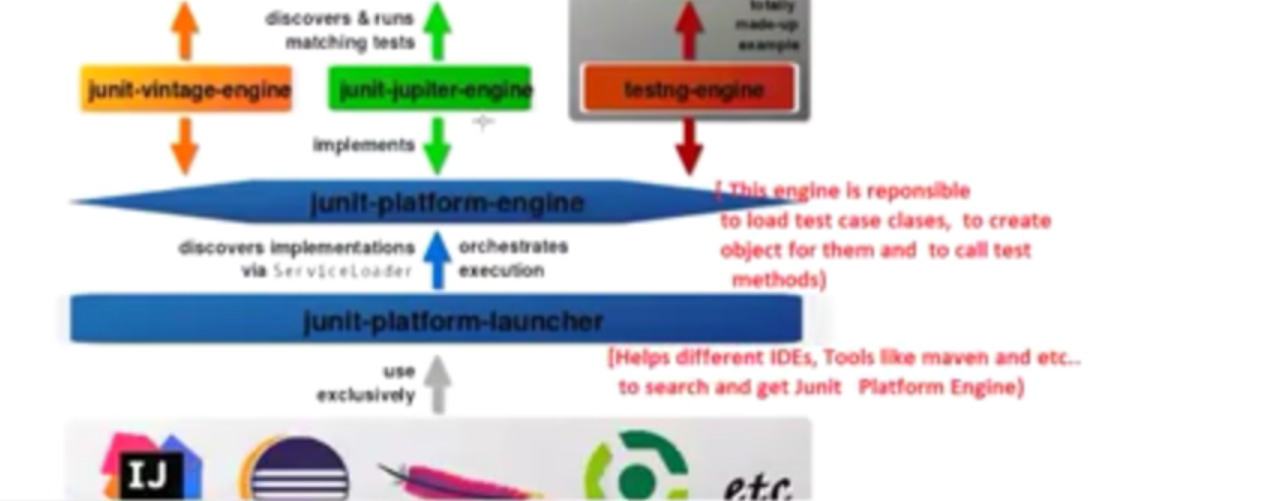 discovers & runs
matching tests
totally
made-up
example
junit-vintage-engine
junit-jupiter-engine
testng-engine
implements
junit-platform-engine
( This engine is reponsible
to load test case clases, to create
object for them and to call test
methods)
discovers implementations
via ServiceLoader
orchestrates
execution
junit-platform-launcher
[Helps different IDEs, Tools like maven and etc..
to search and get Junit Platform Engine)
use
exclusively
IJ
etc